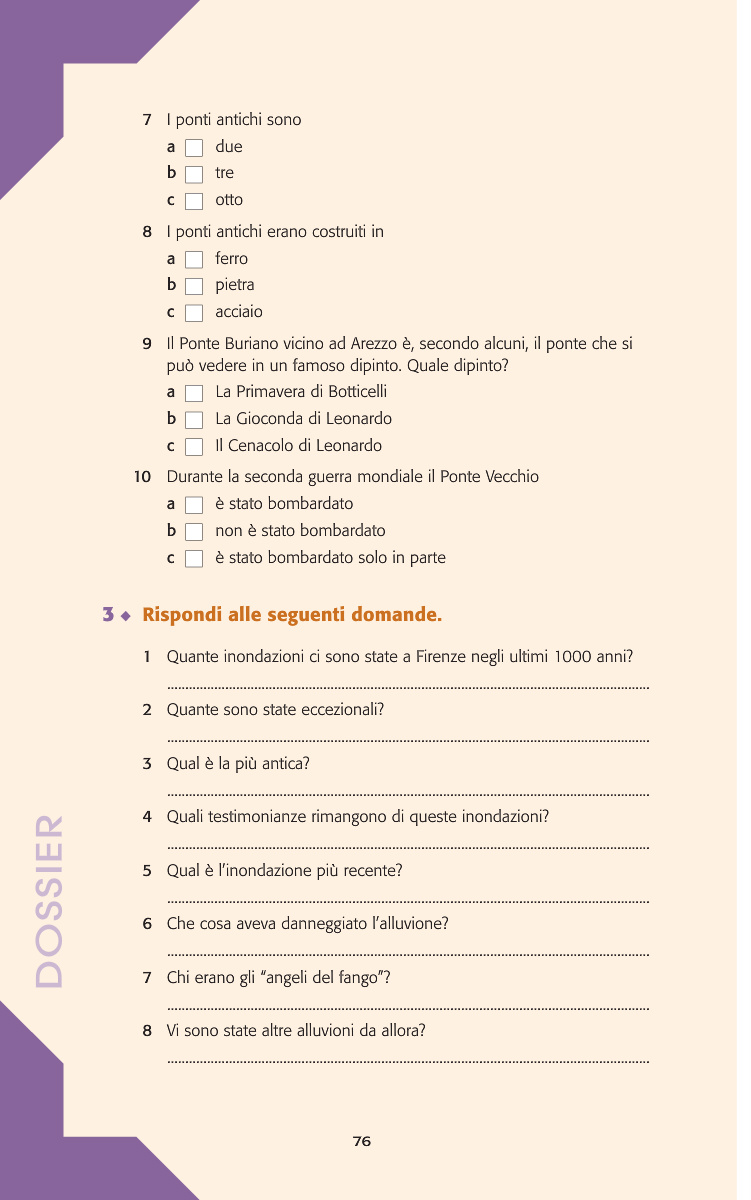 7 I ponti antichi sono
a due
b tre
c otto
8 I ponti antichi erano costruiti in
a ferro
b pietra
c acciaio
9 Il Ponte Buriano vicino ad Arezzo è, secondo alcuni, il ponte che si
può vedere in un famoso dipinto. Quale dipinto?
a La Primavera di Botticelli
b La Gioconda di Leonardo
c Il Cenacolo di Leonardo
10 Durante la seconda guerra mondiale il Ponte Vecchio
a è stato bombardato
b non è stato bombardato
c è stato bombardato solo in parte
3 ◆ Rispondi alle seguenti domande.
1 Quante inondazioni ci sono state a Firenze negli ultimi 1000 anni?
2 Quante sono state eccezionali?
3 Qual è la più antica?
4 Quali testimonianze rimangono di queste inondazioni?
5 Qual è l’inondazione più recente?
6 Che cosa aveva danneggiato l’alluvione?
7 Chi erano gli “angeli del fango”?
8 Vi sono state altre alluvioni da allora?
DOSSIER
76